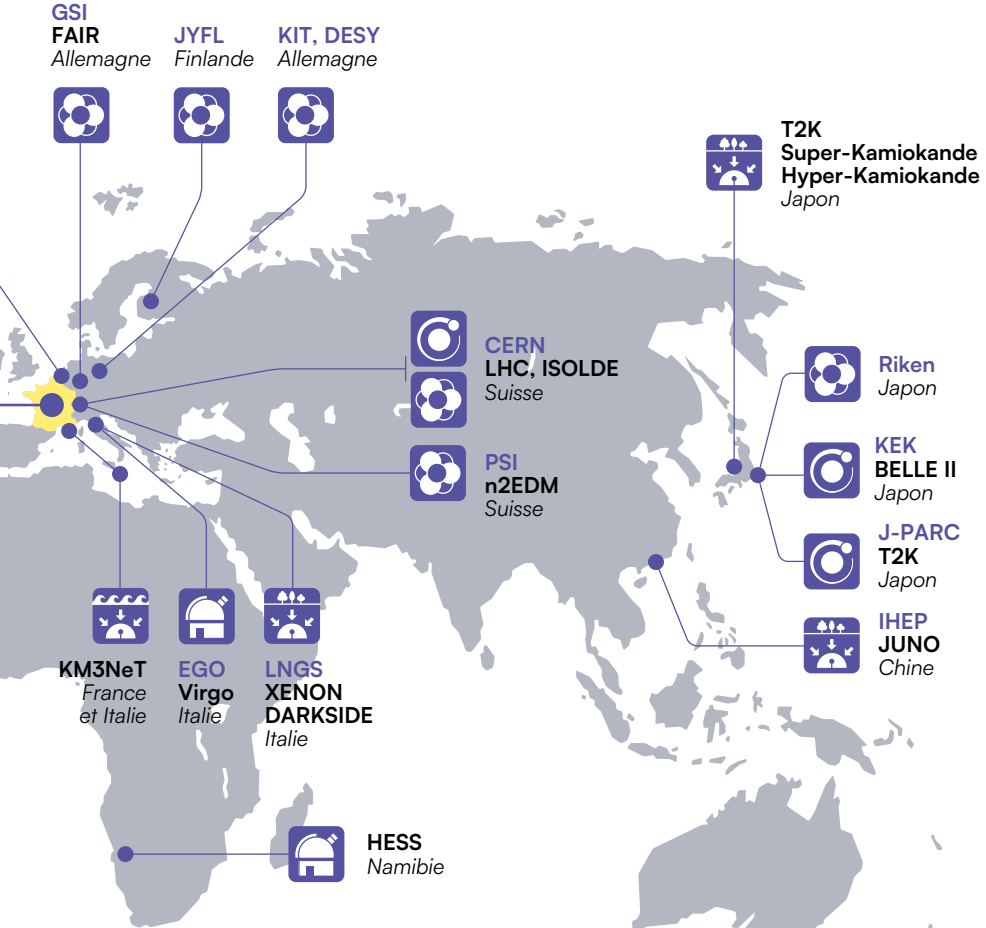 GSI
FAIR
Allemagne
JYFL
Finlande
KIT, DESY
Allemagne
T2K
Super-Kamiokande
Hyper-Kamiokande
Japon
CERN
LHC, ISOLDE
Suisse
Riken
Japon
PSI
n2EDM
Suisse
KEK
BELLE II
Japon
J-PARC
T2K
Japon
IHEP
JUNO
Chine
KM3NeT
France
et Italie
EGO
Virgo
Italie
LNGS
XENON
DARKSIDE
Italie
HESS
Namibie